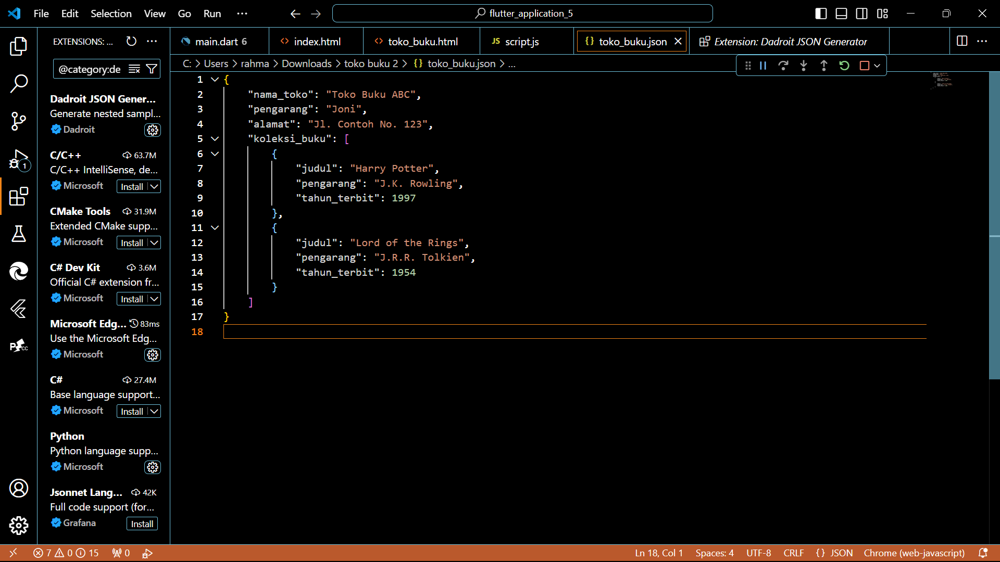 File Edit Selection View Go Run ...
flutter_application_5
EXTENSIONS: ...
@category:de
Dadroit JSON Gener...
Generate nested sampl...
Dadroit
C/C++ 63.7M
C/C++ IntelliSense, de...
Microsoft Install
CMake Tools 31.9M
Extended CMake supp...
Microsoft Install
C# Dev Kit 3.6M
Official C# extension fr...
Microsoft Install
Microsoft Edg... 83ms
Use the Microsoft Edg...
Microsoft
C# 27.4M
Base language support...
Microsoft Install
Python
Python language supp...
Microsoft
Jsonnet Lang... 42K
Full code support (for...
Grafana Install
1
P CC
main.dart 6
<> index.html
<> toko_buku.html
JS script.js
{} toko_buku.json
Extension: Dadroit JSON Generator
C: > Users > rahma > Downloads > toko buku 2 > {} toko_buku.json > ...
1 {
2 "nama_toko": "Toko Buku ABC",
3 "pengarang": "Joni",
4 "alamat": "Jl. Contoh No. 123",
5 "koleksi_buku": [
6 {
7 "judul": "Harry Potter",
8 "pengarang": "J.K. Rowling",
9 "tahun_terbit": 1997
10 },
11 {
12 "judul": "Lord of the Rings",
13 "pengarang": "J.R.R. Tolkien",
14 "tahun_terbit": 1954
15 }
16 ]
17 }
18
7 0 15 0
Ln 18, Col 1 Spaces: 4 UTF-8 CRLF {} JSON Chrome (web-javascript)